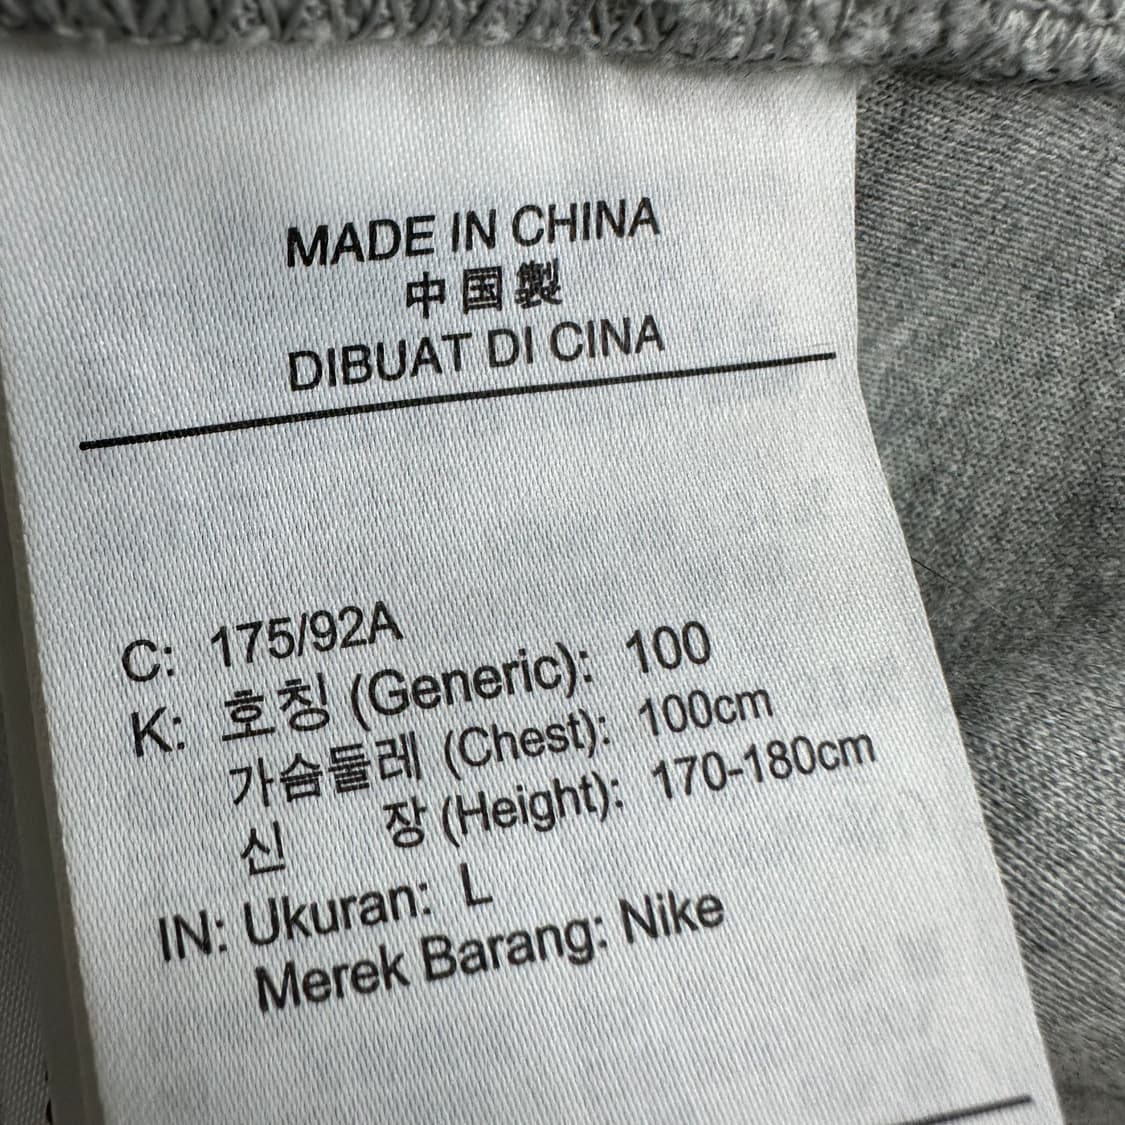 MADE IN CHINA
中国製
DIBUAT DI CINA
C: 175/92A
K: 호칭 (Generic): 100
가슴둘레 (Chest): 100cm
신 장 (Height): 170-180cm
IN: Ukuran: L
Merek Barang: Nike